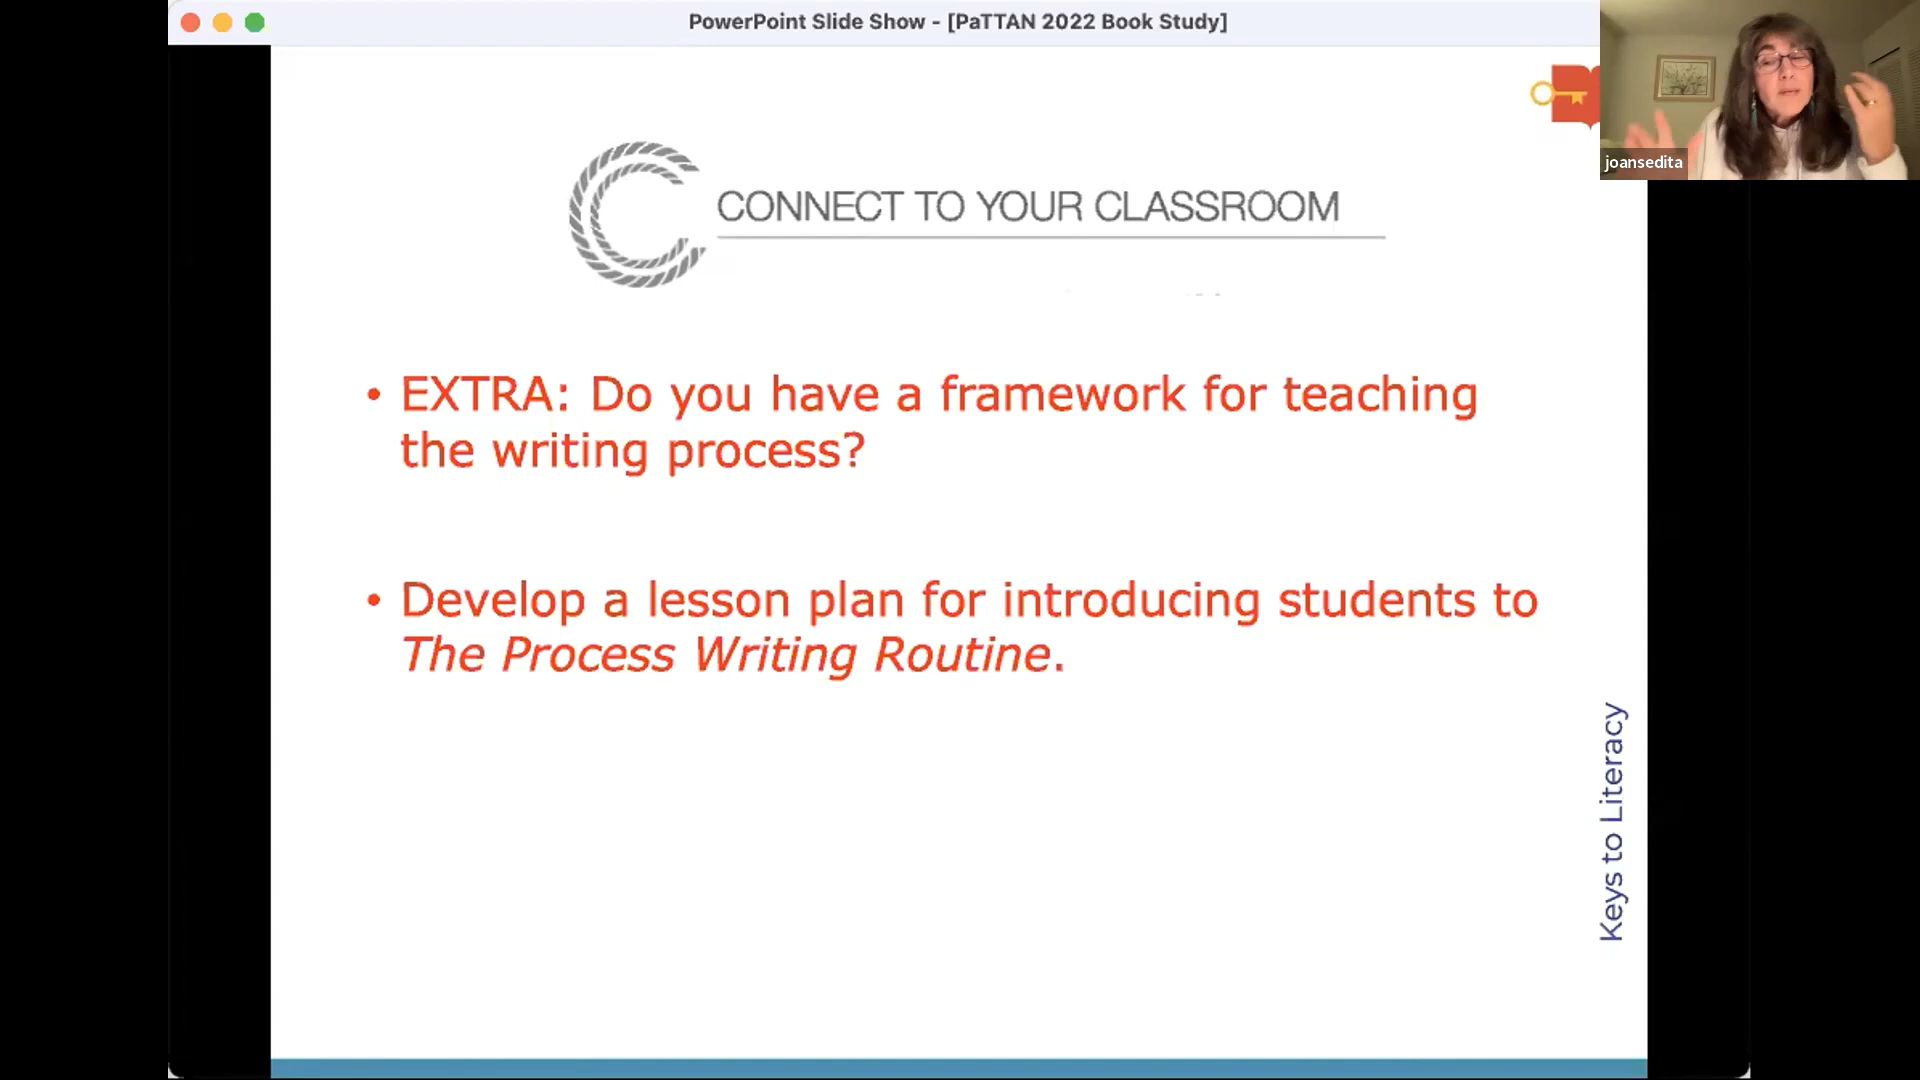 PowerPoint Slide Show - [PaTTAN 2022 Book Study]
joansedita
CONNECT TO YOUR CLASSROOM
• EXTRA: Do you have a framework for teaching
the writing process?
• Develop a lesson plan for introducing students to
The Process Writing Routine.
Keys to Literacy